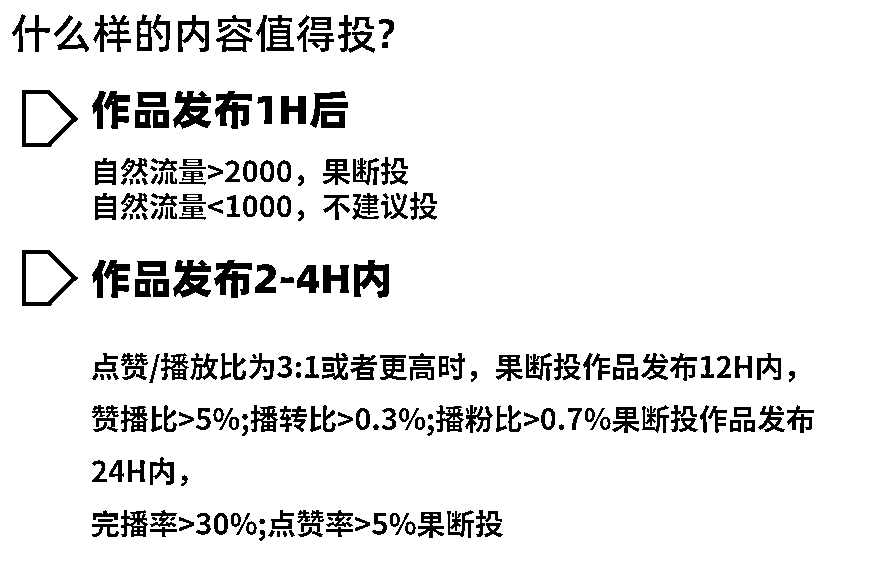 什么样的内容值得投?
作品发布1H后
自然流量>2000，果断投
自然流量<1000，不建议投
作品发布2-4H内
点赞/播放比为3:1或者更高时，果断投作品发布12H内，
赞播比>5%;播转比>0.3%;播粉比>0.7%果断投作品发布
24H内，
完播率>30%;点赞率>5%果断投